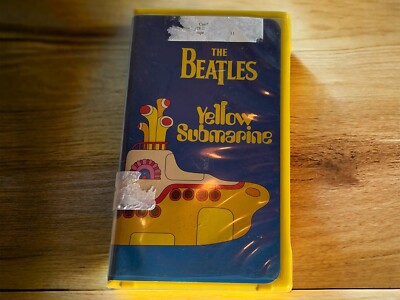 THE
BEATLES
Yellow
Submarine